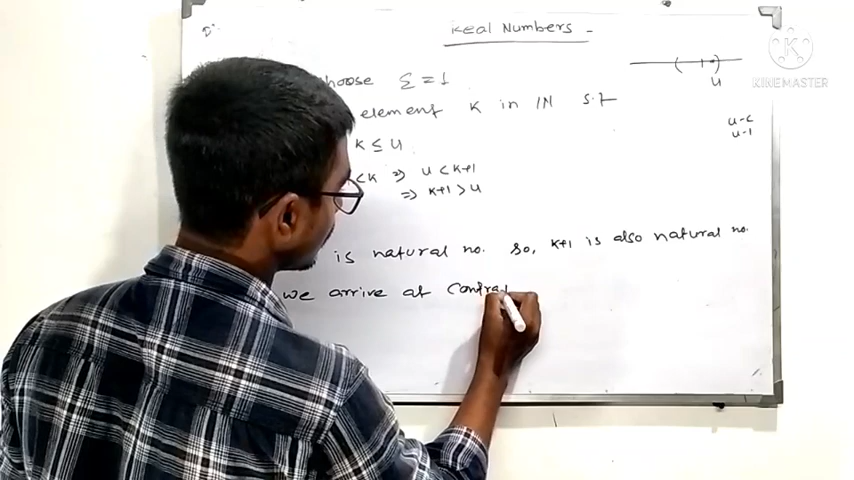 Real Numbers -
choose Σ = 1
element K in IN s.t
K ≤ u
<K ⇒ u < K+1
⇒ K+1 > u
is natural no. so, K+1 is also natural no.
we arrive at Contra
u
u-ε
u-1
KINEMASTER